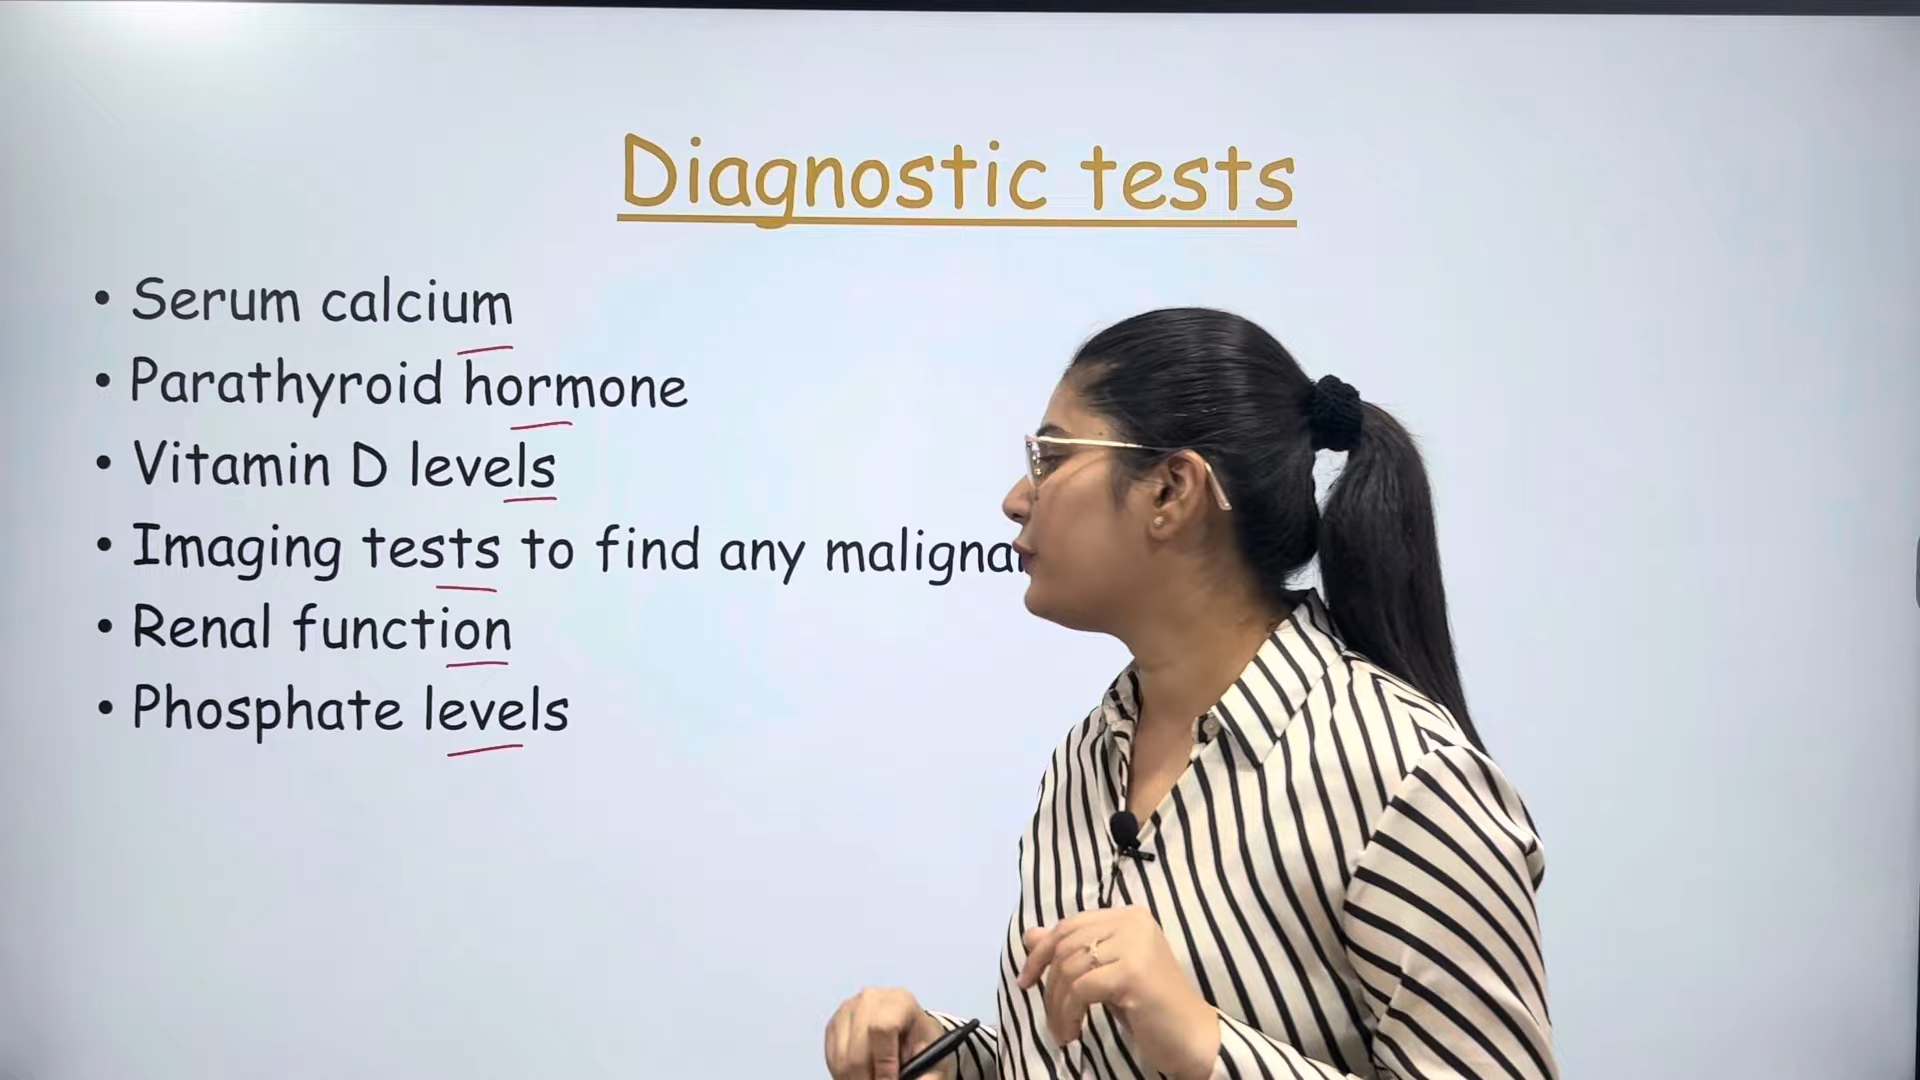 Diagnostic tests
• Serum calcium
• Parathyroid hormone
• Vitamin D levels
• Imaging tests to find any
• Renal function
• Phosphate levels